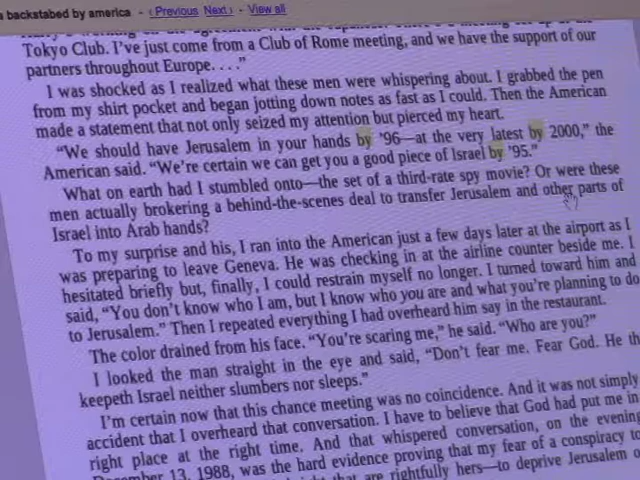 backstabed by america - ‹ Previous Next › - View all
Tokyo Club. I've just come from a Club of Rome meeting, and we have the support of our
partners throughout Europe. . . ."
I was shocked as I realized what these men were whispering about. I grabbed the pen
from my shirt pocket and began jotting down notes as fast as I could. Then the American
made a statement that not only seized my attention but pierced my heart.
"We should have Jerusalem in your hands by '96—at the very latest by 2000," the
American said. "We're certain we can get you a good piece of Israel by '95."
What on earth had I stumbled onto—the set of a third-rate spy movie? Or were these
men actually brokering a behind-the-scenes deal to transfer Jerusalem and other parts of
Israel into Arab hands?
To my surprise and his, I ran into the American just a few days later at the airport as I
was preparing to leave Geneva. He was checking in at the airline counter beside me. I
hesitated briefly but, finally, I could restrain myself no longer. I turned toward him and
said, "You don't know who I am, but I know who you are and what you're planning to do
to Jerusalem." Then I repeated everything I had overheard him say in the restaurant.
The color drained from his face. "You're scaring me," he said. "Who are you?"
I looked the man straight in the eye and said, "Don't fear me. Fear God. He th
keepeth Israel neither slumbers nor sleeps."
I'm certain now that this chance meeting was no coincidence. And it was not simply
accident that I overheard that conversation. I have to believe that God had put me in
right place at the right time. And that whispered conversation, on the evening
December 13, 1988, was the hard evidence proving that my fear of a conspiracy to
that are rightfully hers—to deprive Jerusalem o